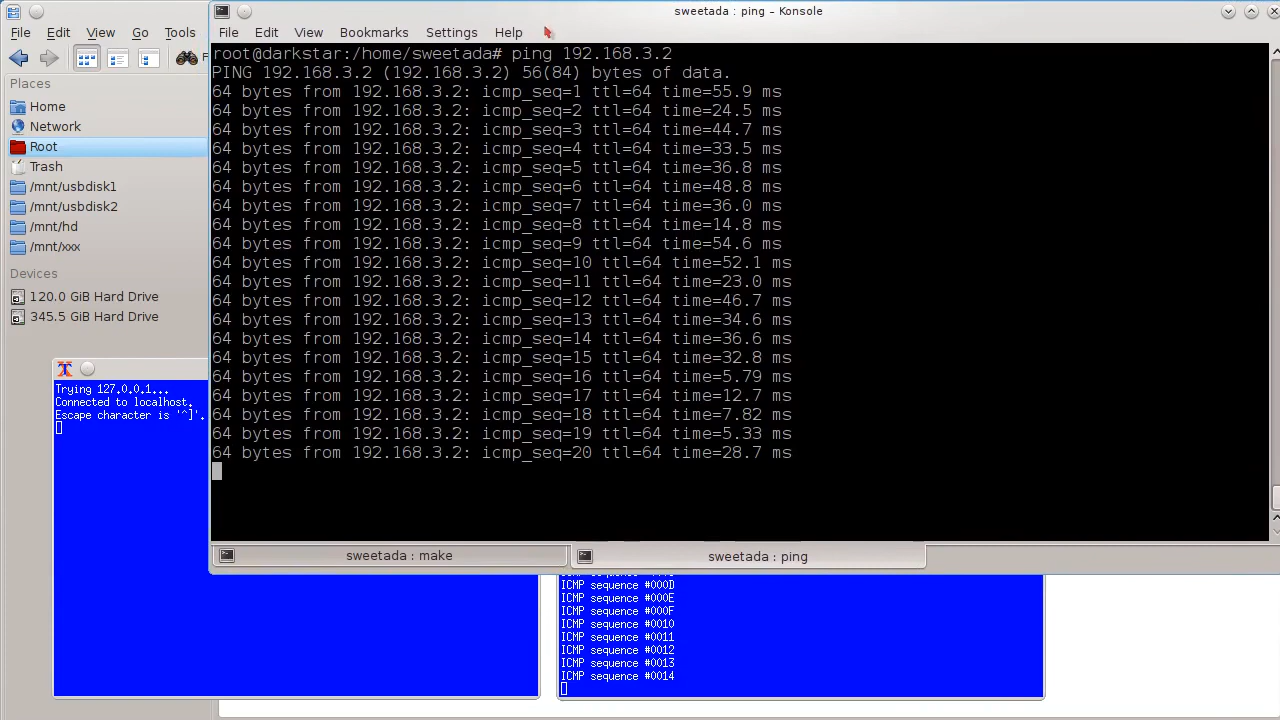 sweetada : ping – Konsole
File Edit View Go Tools
File Edit View Bookmarks Settings Help
F
Places
Home
Network
Root
Trash
/mnt/usbdisk1
/mnt/usbdisk2
/mnt/hd
/mnt/xxx
Devices
120.0 GiB Hard Drive
345.5 GiB Hard Drive
root@darkstar:/home/sweetada# ping 192.168.3.2
PING 192.168.3.2 (192.168.3.2) 56(84) bytes of data.
64 bytes from 192.168.3.2: icmp_seq=1 ttl=64 time=55.9 ms
64 bytes from 192.168.3.2: icmp_seq=2 ttl=64 time=24.5 ms
64 bytes from 192.168.3.2: icmp_seq=3 ttl=64 time=44.7 ms
64 bytes from 192.168.3.2: icmp_seq=4 ttl=64 time=33.5 ms
64 bytes from 192.168.3.2: icmp_seq=5 ttl=64 time=36.8 ms
64 bytes from 192.168.3.2: icmp_seq=6 ttl=64 time=48.8 ms
64 bytes from 192.168.3.2: icmp_seq=7 ttl=64 time=36.0 ms
64 bytes from 192.168.3.2: icmp_seq=8 ttl=64 time=14.8 ms
64 bytes from 192.168.3.2: icmp_seq=9 ttl=64 time=54.6 ms
64 bytes from 192.168.3.2: icmp_seq=10 ttl=64 time=52.1 ms
64 bytes from 192.168.3.2: icmp_seq=11 ttl=64 time=23.0 ms
64 bytes from 192.168.3.2: icmp_seq=12 ttl=64 time=46.7 ms
64 bytes from 192.168.3.2: icmp_seq=13 ttl=64 time=34.6 ms
64 bytes from 192.168.3.2: icmp_seq=14 ttl=64 time=36.6 ms
64 bytes from 192.168.3.2: icmp_seq=15 ttl=64 time=32.8 ms
64 bytes from 192.168.3.2: icmp_seq=16 ttl=64 time=5.79 ms
64 bytes from 192.168.3.2: icmp_seq=17 ttl=64 time=12.7 ms
64 bytes from 192.168.3.2: icmp_seq=18 ttl=64 time=7.82 ms
64 bytes from 192.168.3.2: icmp_seq=19 ttl=64 time=5.33 ms
64 bytes from 192.168.3.2: icmp_seq=20 ttl=64 time=28.7 ms
sweetada : make
sweetada : ping
Trying 127.0.0.1...
Connected to localhost.
Escape character is '^]'.
ICMP sequence #000D
ICMP sequence #000E
ICMP sequence #000F
ICMP sequence #0010
ICMP sequence #0011
ICMP sequence #0012
ICMP sequence #0013
ICMP sequence #0014